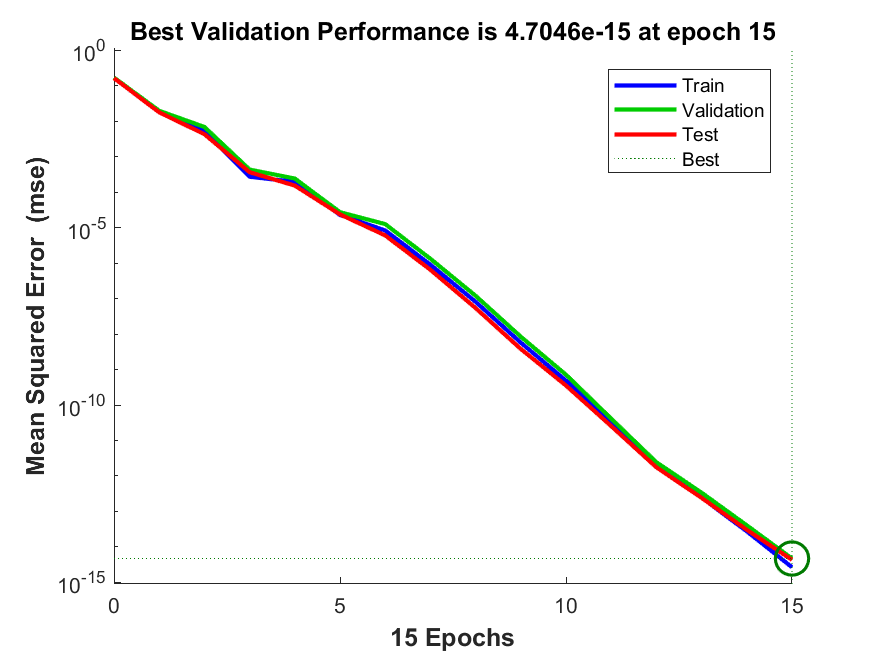 Best Validation Performance is 4.7046e-15 at epoch 15
Mean Squared Error  (mse)
10^0
10^-5
10^-10
10^-15
Train
Validation
Test
Best
0
5
10
15
15 Epochs